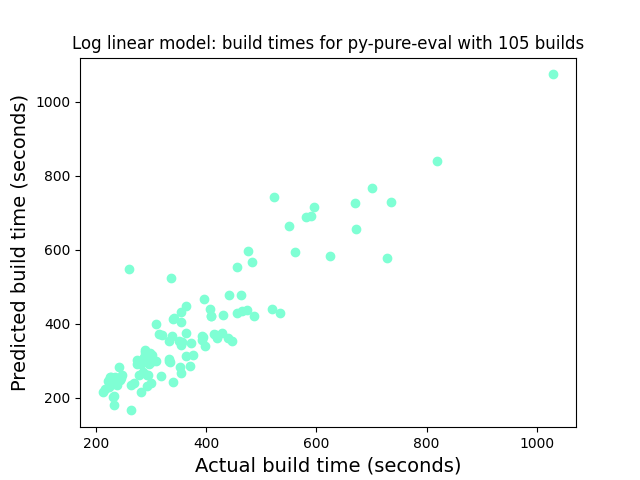 Log linear model: build times for py-pure-eval with 105 builds
Predicted build time (seconds)
1000
800
600
400
200
200 400 600 800 1000
Actual build time (seconds)